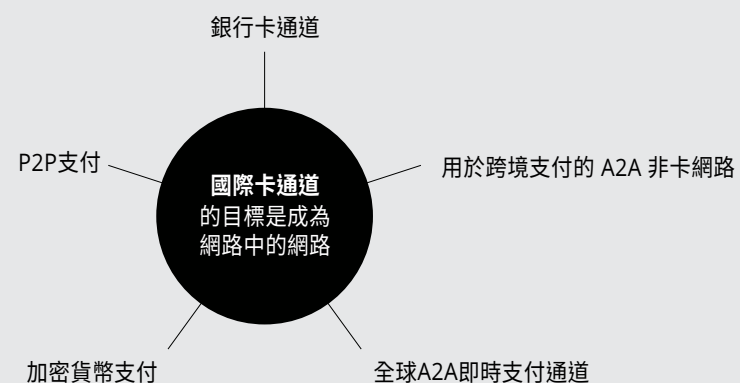 銀行卡通道
P2P支付
用於跨境支付的 A2A 非卡網路
國際卡通道
的目標是成為
網路中的網路
加密貨幣支付
全球A2A即時支付通道